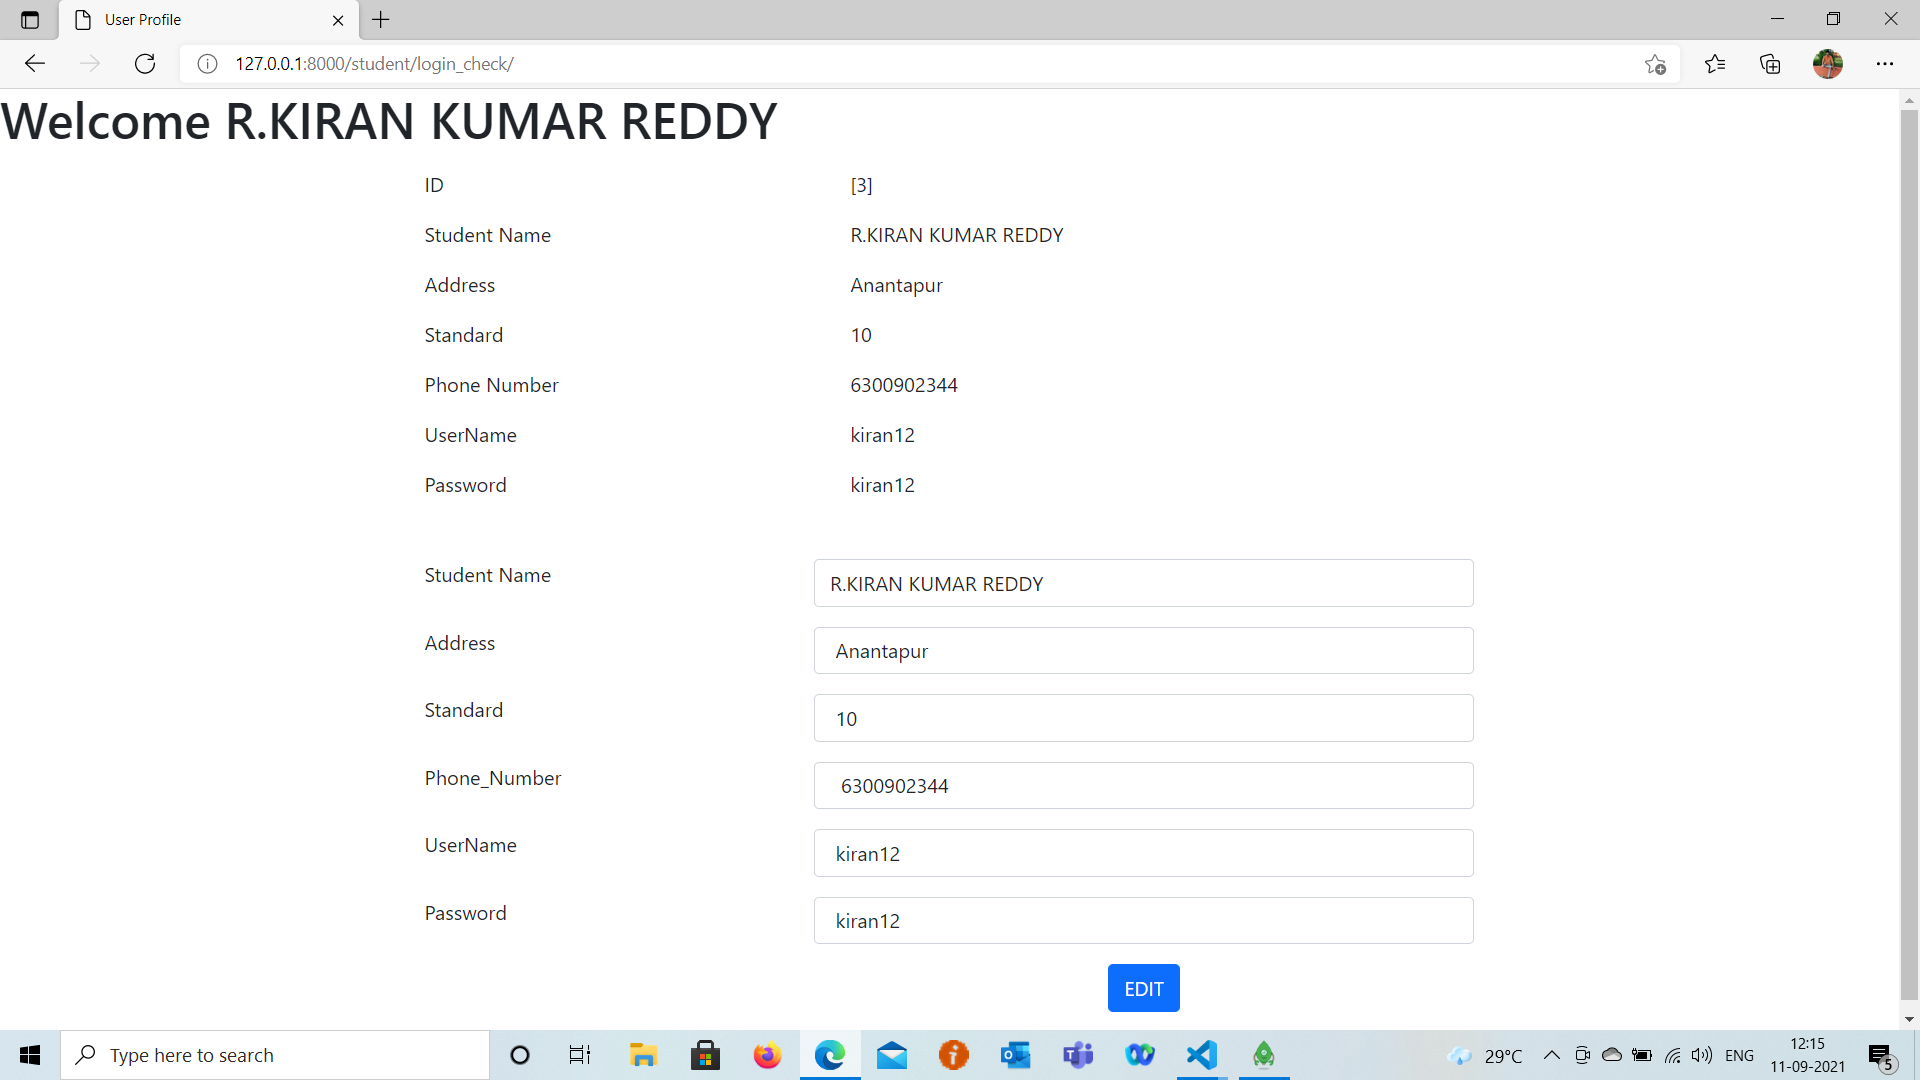 User Profile
127.0.0.1:8000/student/login_check/
Welcome R.KIRAN KUMAR REDDY
ID [3]
Student Name R.KIRAN KUMAR REDDY
Address Anantapur
Standard 10
Phone Number 6300902344
UserName kiran12
Password kiran12
Student Name R.KIRAN KUMAR REDDY
Address Anantapur
Standard 10
Phone_Number 6300902344
UserName kiran12
Password kiran12
EDIT
Type here to search
29°C
ENG
12:15
11-09-2021
5